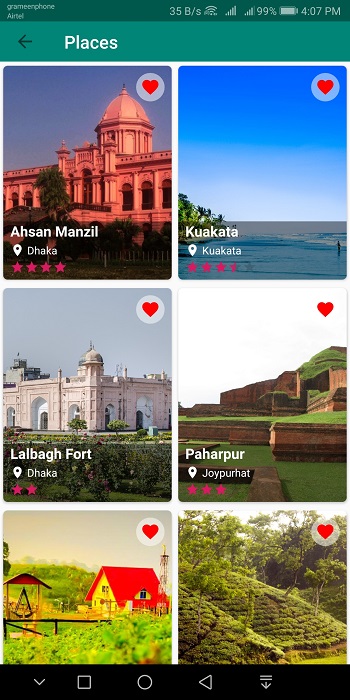 grameenphone
Airtel
35 B/s 99% 4:07 PM
Places
Ahsan Manzil
Dhaka
Kuakata
Kuakata
Lalbagh Fort
Dhaka
Paharpur
Joypurhat